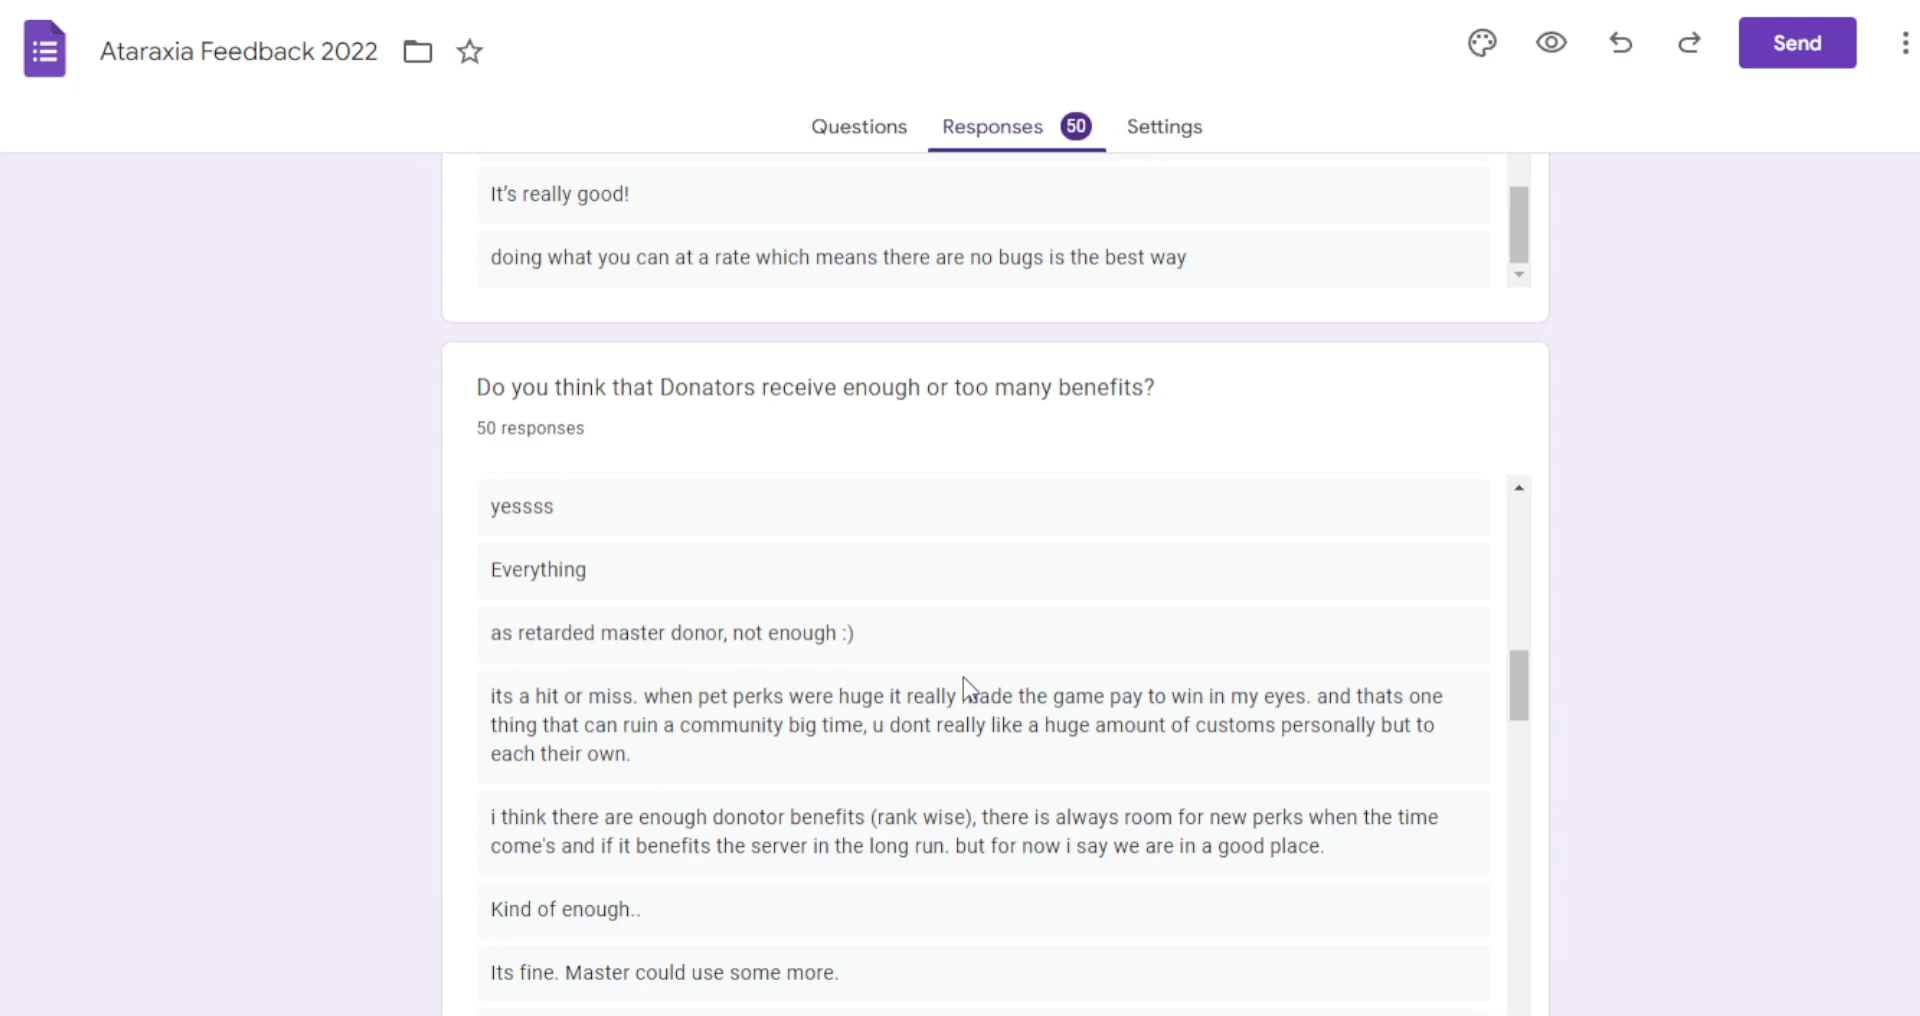 Ataraxia Feedback 2022
Send
Questions
Responses 50
Settings
It's really good!
doing what you can at a rate which means there are no bugs is the best way
Do you think that Donators receive enough or too many benefits?
50 responses
yessss
Everything
as retarded master donor, not enough :)
its a hit or miss. when pet perks were huge it really made the game pay to win in my eyes. and thats one
thing that can ruin a community big time, u dont really like a huge amount of customs personally but to
each their own.
i think there are enough donotor benefits (rank wise), there is always room for new perks when the time
come's and if it benefits the server in the long run. but for now i say we are in a good place.
Kind of enough..
Its fine. Master could use some more.